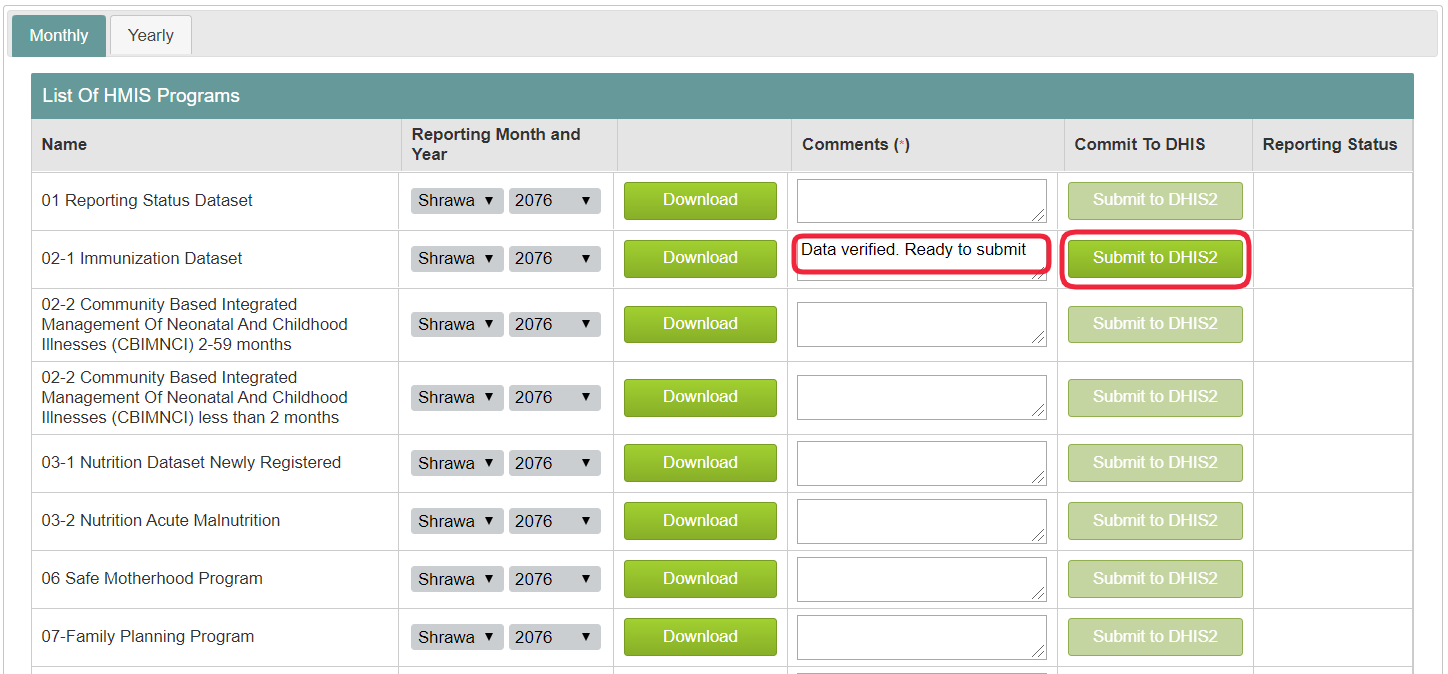 Monthly Yearly
List Of HMIS Programs
Name Reporting Month and Year Comments (*) Commit To DHIS Reporting Status
01 Reporting Status Dataset Shrawa 2076 Download Submit to DHIS2
02-1 Immunization Dataset Shrawa 2076 Download Data verified. Ready to submit Submit to DHIS2
02-2 Community Based Integrated
Management Of Neonatal And Childhood
Illnesses (CBIMNCI) 2-59 months
Shrawa 2076 Download Submit to DHIS2
02-2 Community Based Integrated
Management Of Neonatal And Childhood
Illnesses (CBIMNCI) less than 2 months
Shrawa 2076 Download Submit to DHIS2
03-1 Nutrition Dataset Newly Registered Shrawa 2076 Download Submit to DHIS2
03-2 Nutrition Acute Malnutrition Shrawa 2076 Download Submit to DHIS2
06 Safe Motherhood Program Shrawa 2076 Download Submit to DHIS2
07-Family Planning Program Shrawa 2076 Download Submit to DHIS2